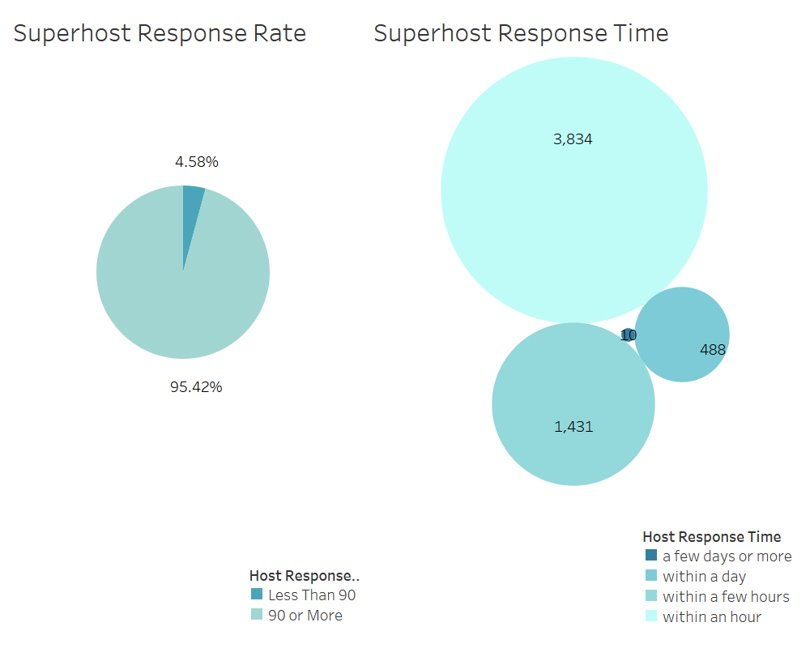 Superhost Response Rate
Superhost Response Time
4.58%
95.42%
3,834
10
488
1,431
Host Response..
Less Than 90
90 or More
Host Response Time
a few days or more
within a day
within a few hours
within an hour